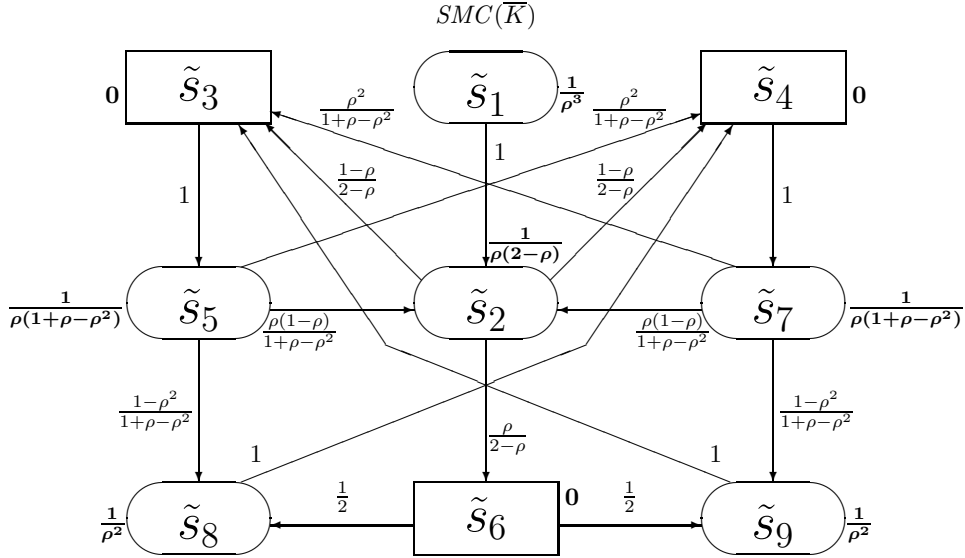 SMC(K̅)
s̃₃
s̃₁
s̃₄
0
1/ρ³
0
ρ²/(1+ρ−ρ²)
ρ²/(1+ρ−ρ²)
1
1
1
(1−ρ)/(2−ρ)
(1−ρ)/(2−ρ)
1/(ρ(2−ρ))
1/(ρ(1+ρ−ρ²))
s̃₅
s̃₂
s̃₇
1/(ρ(1+ρ−ρ²))
ρ(1−ρ)/(1+ρ−ρ²)
ρ(1−ρ)/(1+ρ−ρ²)
(1−ρ²)/(1+ρ−ρ²)
(1−ρ²)/(1+ρ−ρ²)
1
ρ/(2−ρ)
1
1/ρ²
s̃₈
1/2
s̃₆
0
1/2
s̃₉
1/ρ²